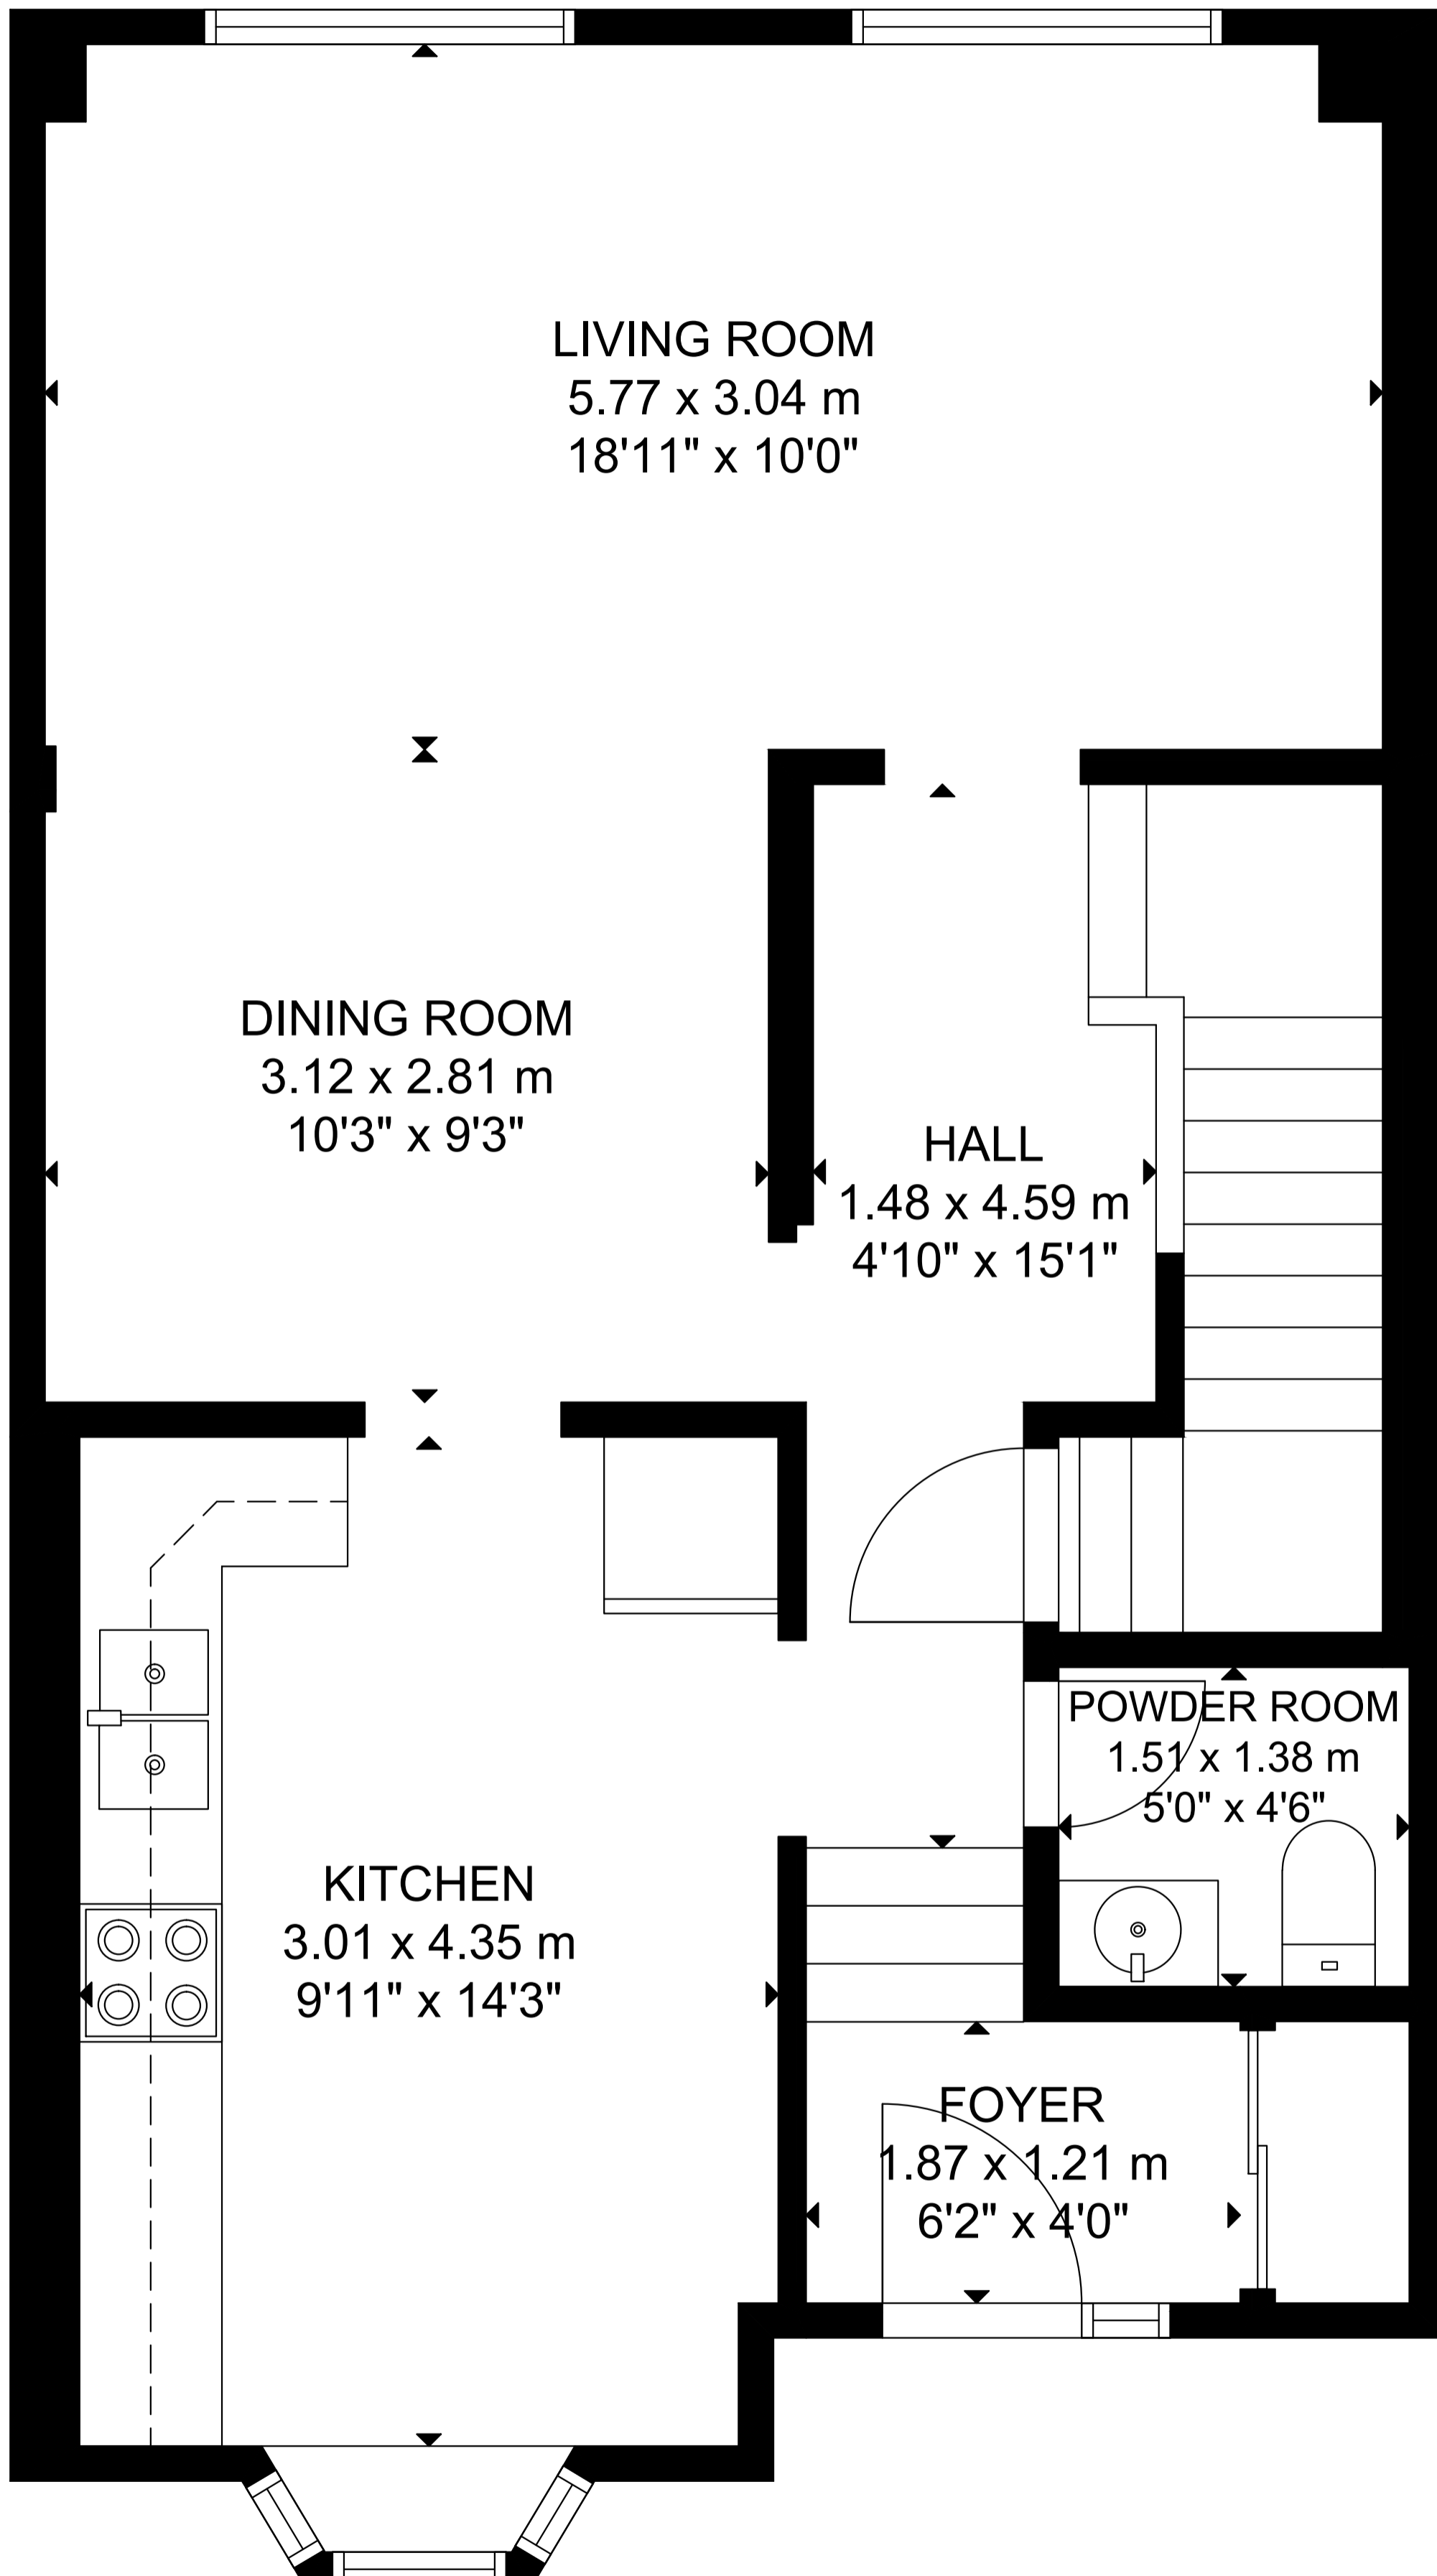 LIVING ROOM
5.77 x 3.04 m
18'11" x 10'0"
DINING ROOM
3.12 x 2.81 m
10'3" x 9'3"
HALL
1.48 x 4.59 m
4'10" x 15'1"
POWDER ROOM
1.51 x 1.38 m
5'0" x 4'6"
KITCHEN
3.01 x 4.35 m
9'11" x 14'3"
FOYER
1.87 x 1.21 m
6'2" x 4'0"